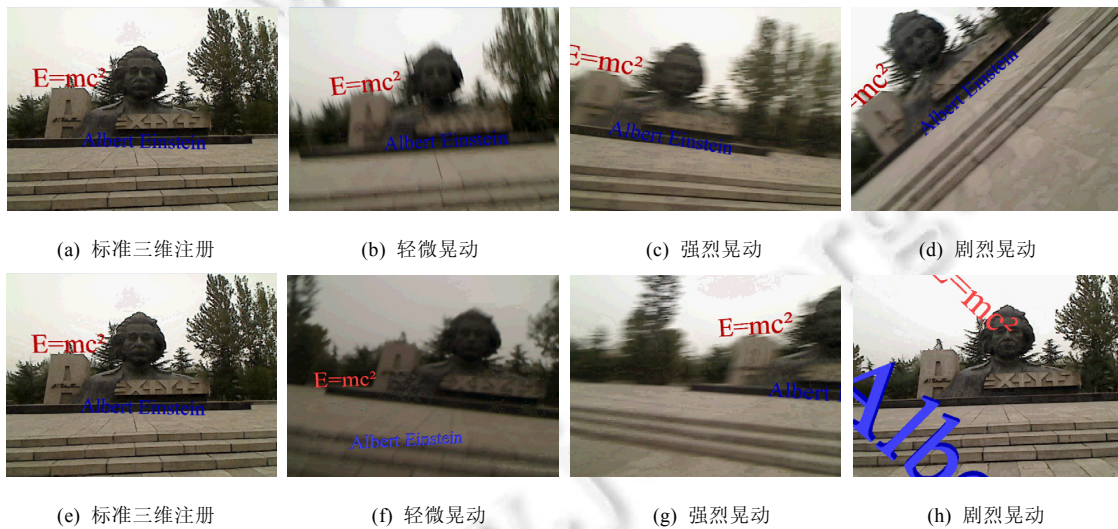 E=mc²
Albert Einstein
E=mc²
Albert Einstein
E=mc²
Albert Einstein
=mc²
Albert Einstein
(a) 标准三维注册
(b) 轻微晃动
(c) 强烈晃动
(d) 剧烈晃动
E=mc²
Albert Einstein
E=mc²
Albert Einstein
E=mc²
Albert
E=mc²
Albe
(e) 标准三维注册
(f) 轻微晃动
(g) 强烈晃动
(h) 剧烈晃动